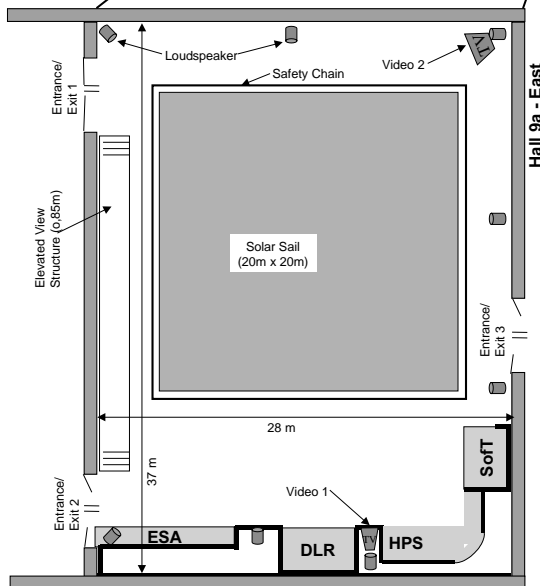 Loudspeaker
Video 2
TV
Safety Chain
Entrance/
Exit 1
Hall 9a - East
Elevated View
Structure (o,85m)
Solar Sail
(20m x 20m)
Entrance/
Exit 3
28 m
37 m
SofT
Entrance/
Exit 2
Video 1
ESA
DLR
TV
HPS